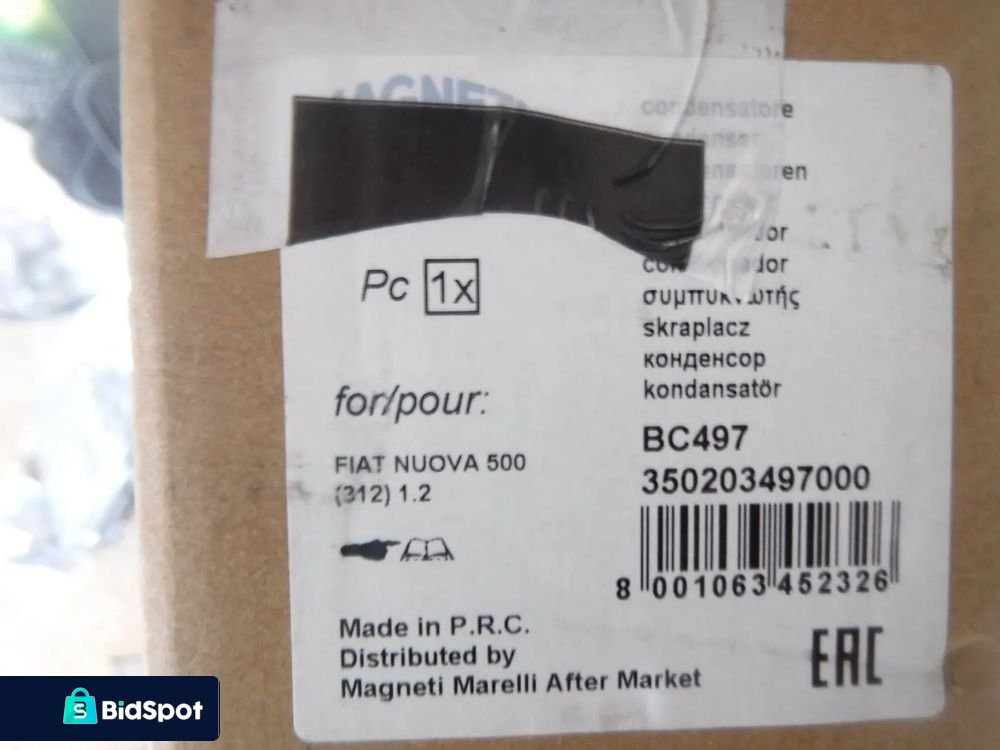 MAGNETI
condensatore
Pc 1x
συμπυκνωτής
skraplacz
конденсор
kondansatör
for/pour:
BC497
FIAT NUOVA 500
(312) 1.2
350203497000
8 001063 452326
Made in P.R.C.
Distributed by
Magneti Marelli After Market
EAC
BidSpot